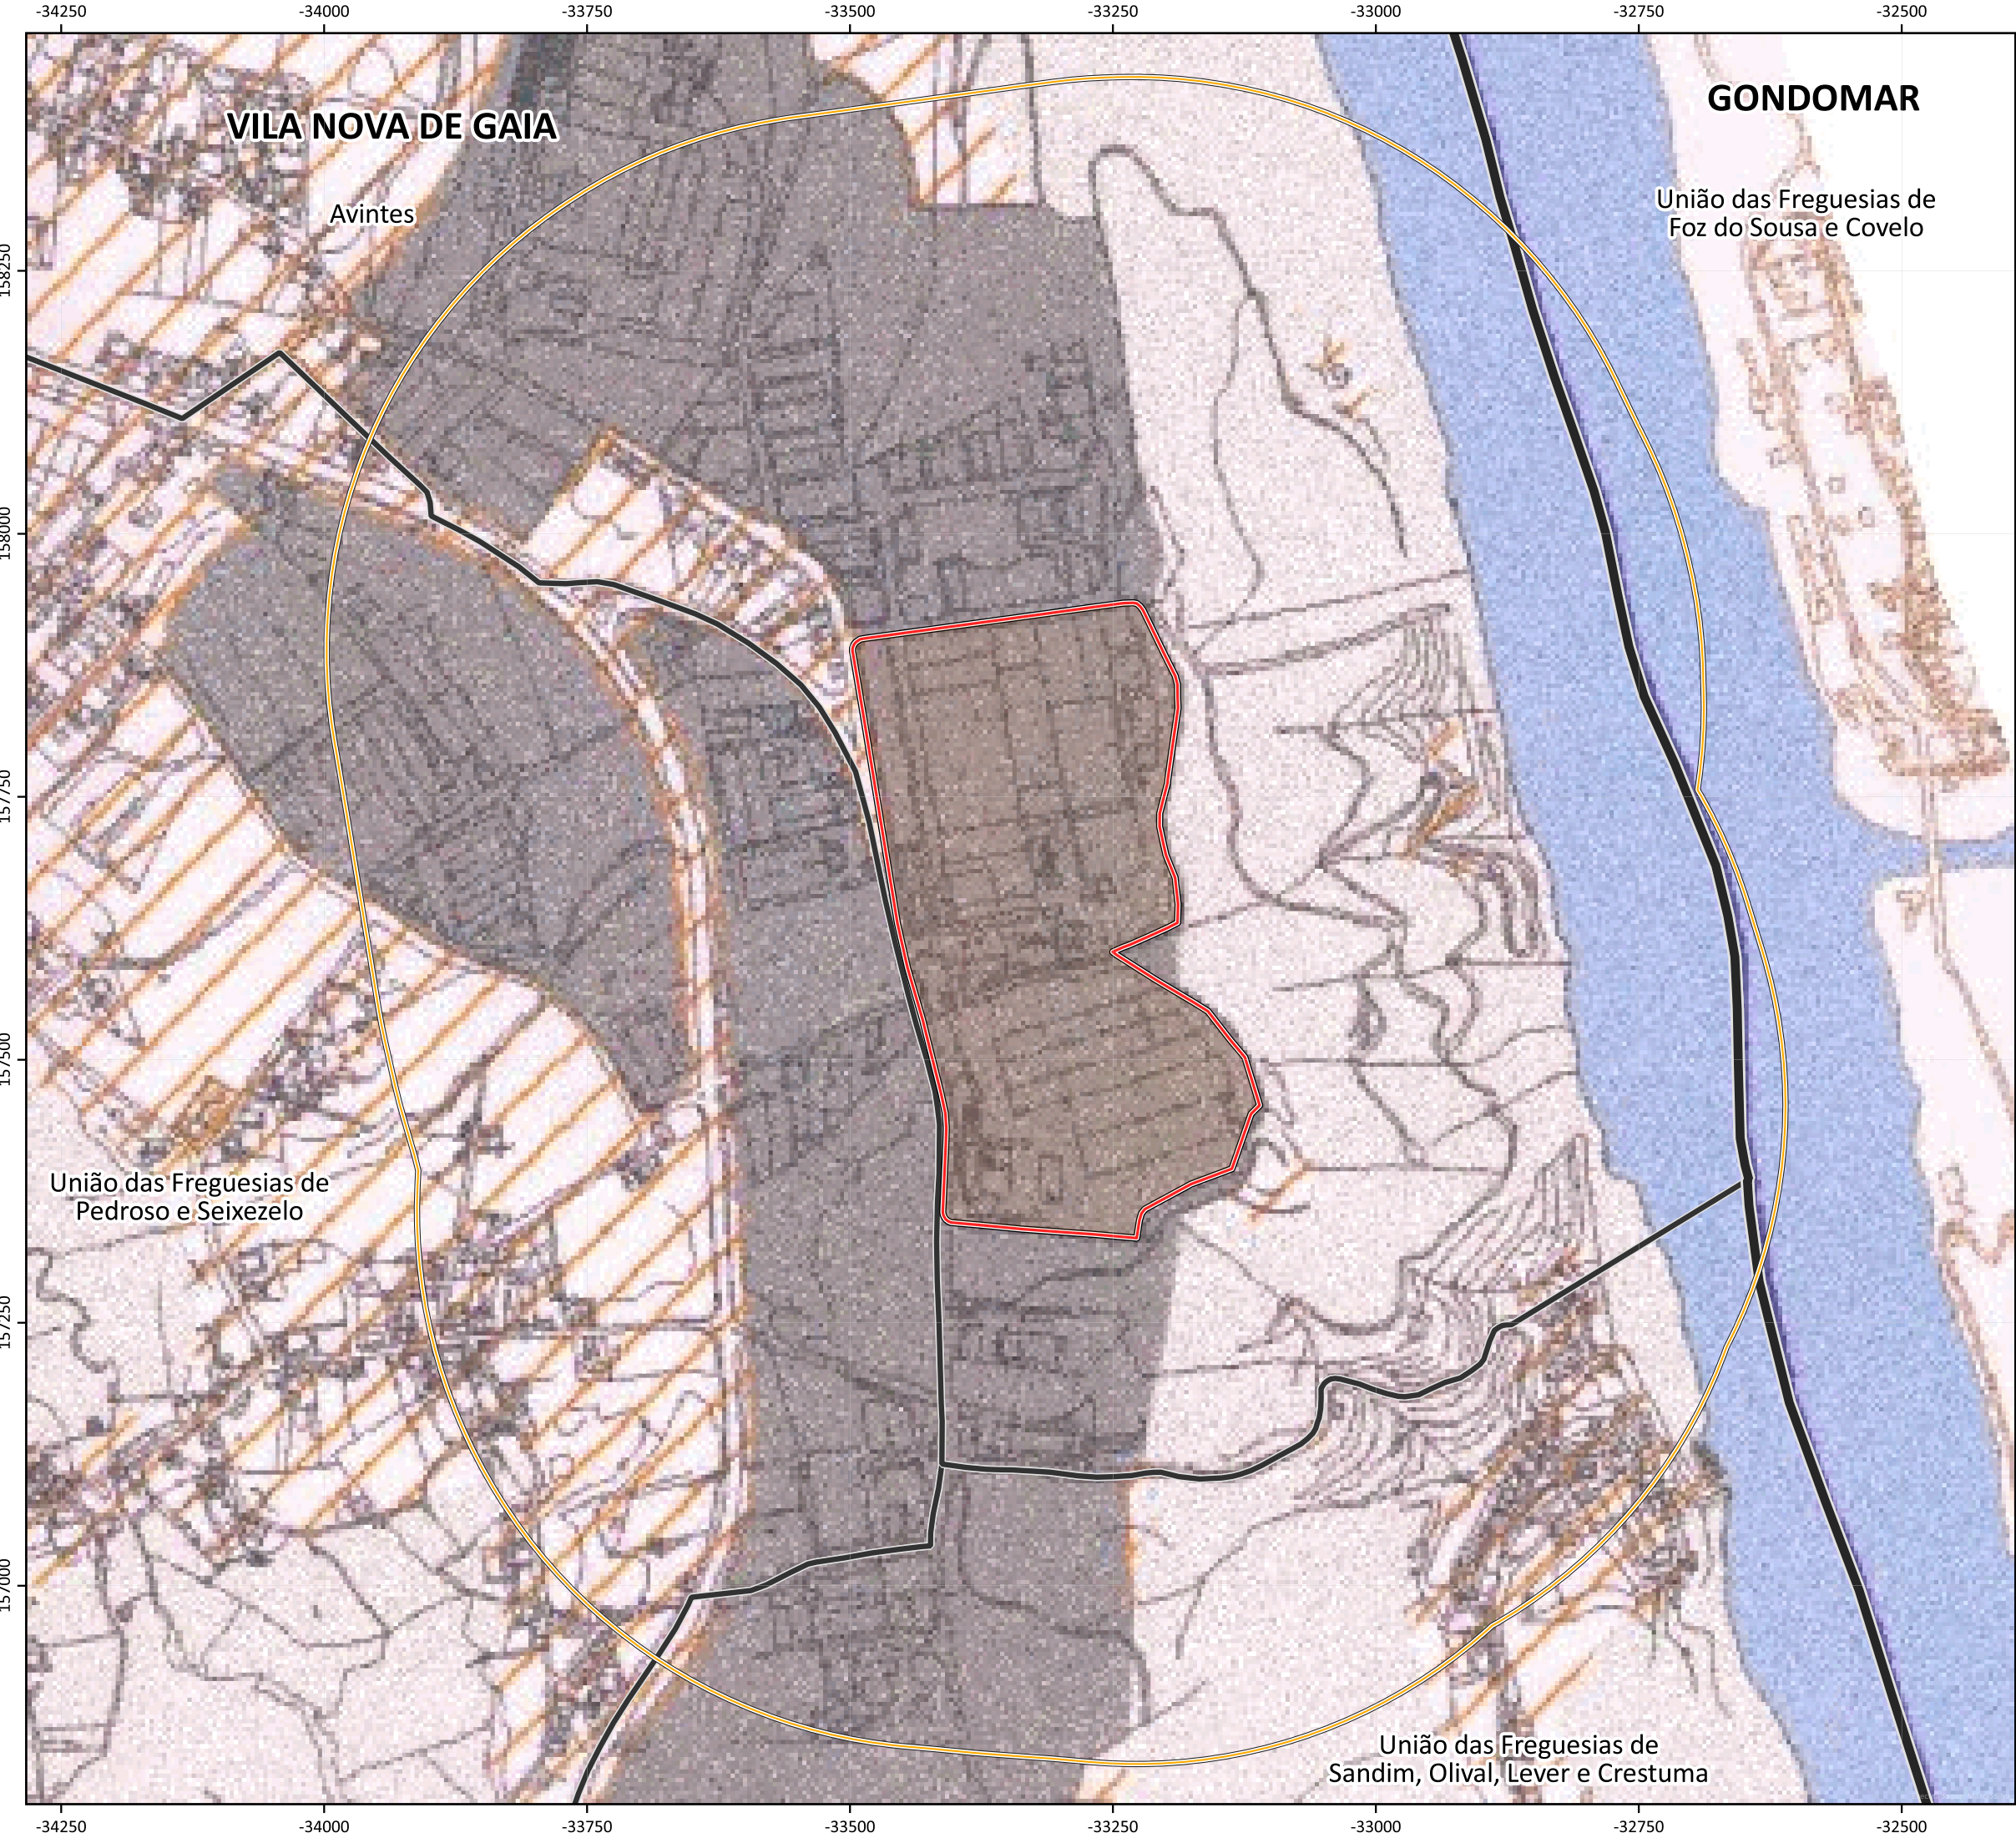 -34250 -34000 -33750 -33500 -33250 -33000 -32750 -32500
VILA NOVA DE GAIA
GONDOMAR
Avintes
União das Freguesias de
Foz do Sousa e Covelo
158250
158000
157750
157500
157250
157000
União das Freguesias de
Pedroso e Seixezelo
União das Freguesias de
Sandim, Olival, Lever e Crestuma
-34250 -34000 -33750 -33500 -33250 -33000 -32750 -32500